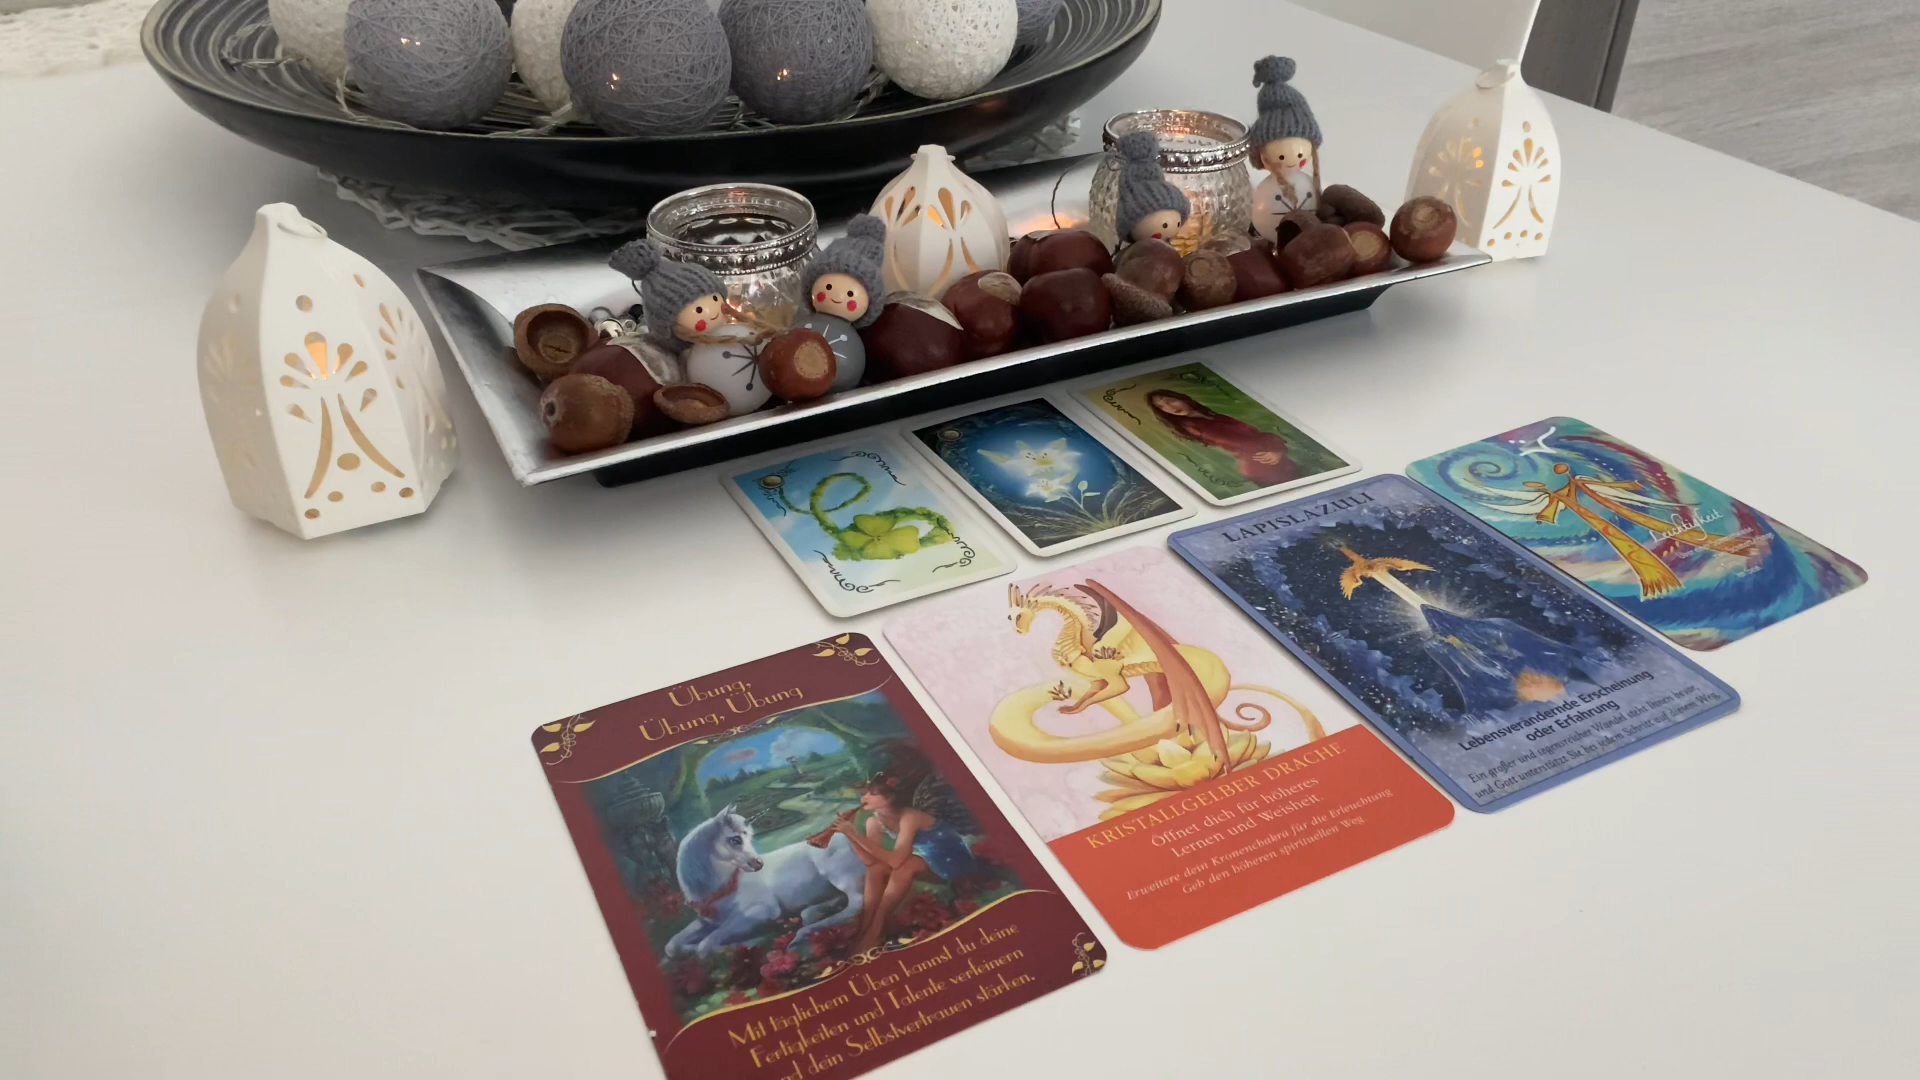 Übung,
Übung, Übung
Mit täglichem Üben kannst du deine
Fertigkeiten und Talente verfeinern
und dein Selbstvertrauen stärken.
KRISTALLGELBER DRACHE
Öffnet dich für höheres
Lernen und Weisheit.
Erweitere dein Kronenchakra für die Erleuchtung
Geh den höheren spirituellen Weg
LAPISLAZULI
Lebensverändernde Erscheinung
oder Erfahrung
Ein großer und segensreicher Wandel steht Ihnen bevor,
und Gott unterstützt Sie bei jedem Schritt auf diesem Weg.